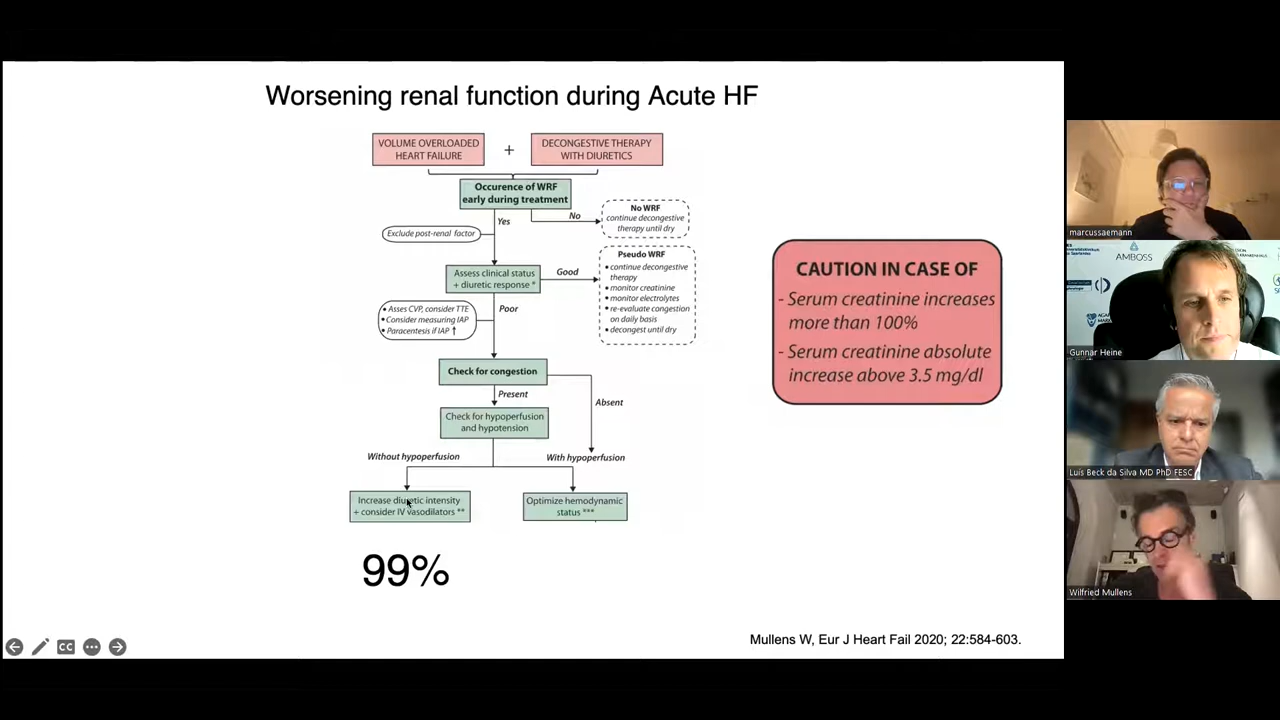 Worsening renal function during Acute HF
VOLUME OVERLOADED
HEART FAILURE
+
DECONGESTIVE THERAPY
WITH DIURETICS
Occurence of WRF
early during treatment
Yes
No
No WRF
continue decongestive
therapy until dry
Exclude post-renal factor
Assess clinical status
+ diuretic response *
Good
Pseudo WRF
• continue decongestive
therapy
• monitor creatinine
• monitor electrolytes
• re-evaluate congestion
on daily basis
• decongest until dry
Poor
• Asses CVP, consider TTE
• Consider measuring IAP
• Paracentesis if IAP ↑
Check for congestion
Present
Absent
Check for hypoperfusion
and hypotension
Without hypoperfusion
With hypoperfusion
Increase diuretic intensity
+ consider IV vasodilators **
Optimize hemodynamic
status ***
99%
CAUTION IN CASE OF
- Serum creatinine increases
more than 100%
- Serum creatinine absolute
increase above 3.5 mg/dl
Mullens W, Eur J Heart Fail 2020; 22:584-603.
CC
marcussaemann
AMBOSS
Gunnar Heine
Luís Beck da Silva MD PhD FESC
Wilfried Mullens